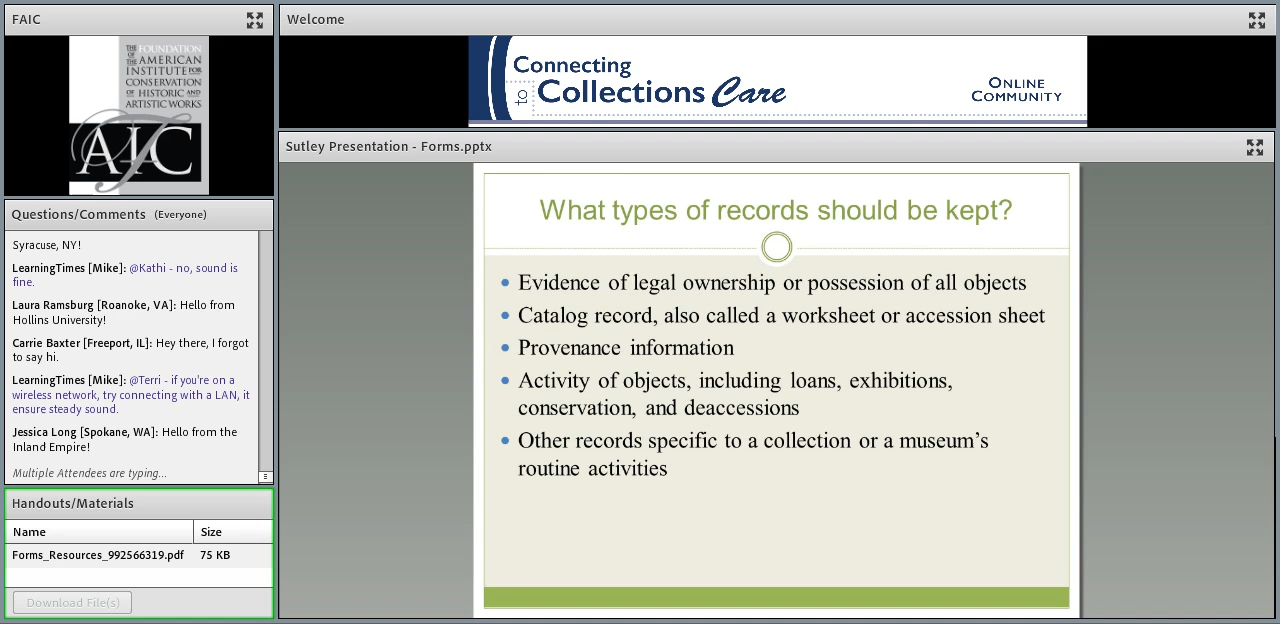 FAIC
THE FOUNDATION
OF THE AMERICAN
INSTITUTE FOR
CONSERVATION
OF HISTORIC AND
ARTISTIC WORKS
AIC
Questions/Comments (Everyone)
Syracuse, NY!
LearningTimes [Mike]: @Kathi - no, sound is
fine.
Laura Ramsburg [Roanoke, VA]: Hello from
Hollins University!
Carrie Baxter [Freeport, IL]: Hey there, I forgot
to say hi.
LearningTimes [Mike]: @Terri - if you're on a
wireless network, try connecting with a LAN, it
ensure steady sound.
Jessica Long [Spokane, WA]: Hello from the
Inland Empire!
Multiple Attendees are typing...
Handouts/Materials
Name Size
Forms_Resources_992566319.pdf 75 KB
Download File(s)
Welcome
Connecting
to Collections Care
ONLINE
COMMUNITY
Sutley Presentation - Forms.pptx
What types of records should be kept?
• Evidence of legal ownership or possession of all objects
• Catalog record, also called a worksheet or accession sheet
• Provenance information
• Activity of objects, including loans, exhibitions,
conservation, and deaccessions
• Other records specific to a collection or a museum's
routine activities